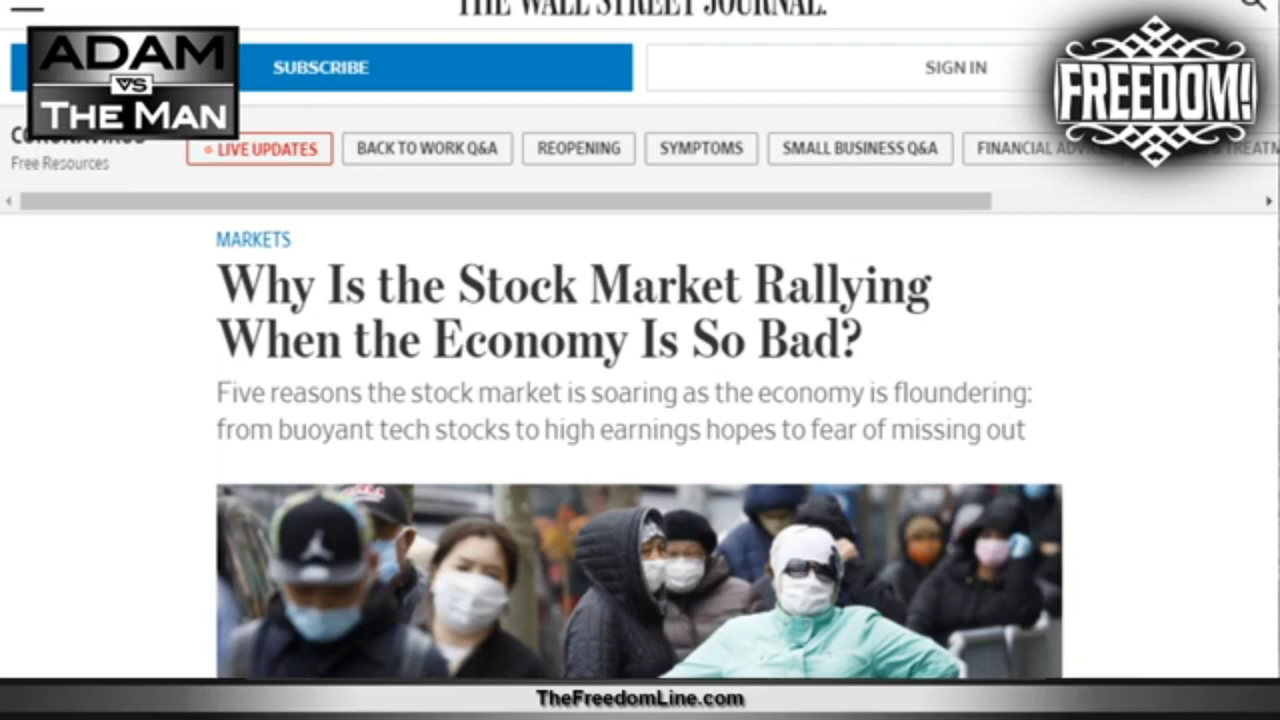 THE WALL STREET JOURNAL.
ADAM
VS
THE MAN
SUBSCRIBE
SIGN IN
FREEDOM!
CORONAVIRUS
Free Resources
LIVE UPDATES
BACK TO WORK Q&A
REOPENING
SYMPTOMS
SMALL BUSINESS Q&A
FINANCIAL
MARKETS
Why Is the Stock Market Rallying
When the Economy Is So Bad?
Five reasons the stock market is soaring as the economy is floundering:
from buoyant tech stocks to high earnings hopes to fear of missing out
TheFreedomLine.com